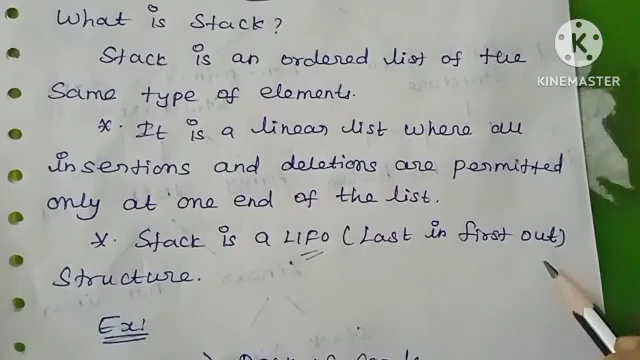 What is Stack?
Stack is an ordered list of the
Same type of elements.
*. It is a linear list where all
insertions and deletions are permitted
only at one end of the list.
*. Stack is a LIFO (Last in first out)
Structure.
Ex:
K
KINEMASTER